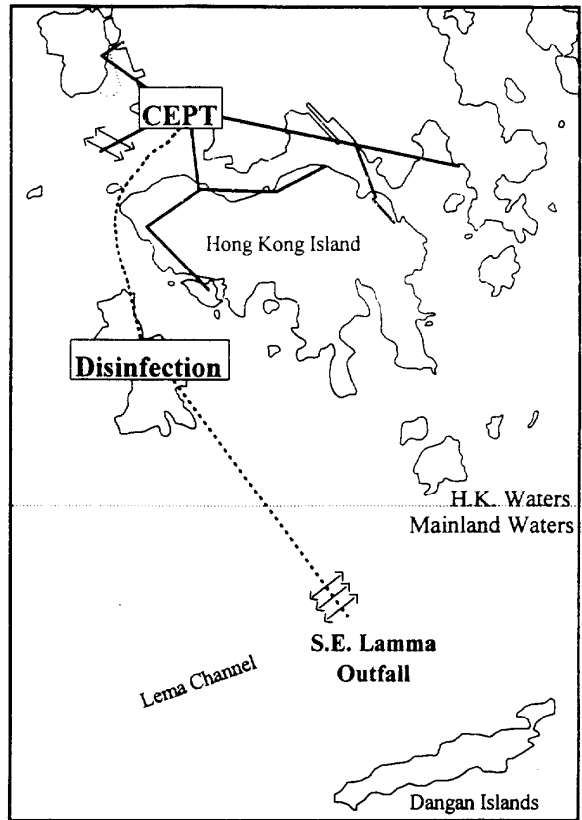 CEPT
Hong Kong Island
Disinfection
H.K. Waters
Mainland Waters
S.E. Lamma
Outfall
Lema Channel
Dangan Islands